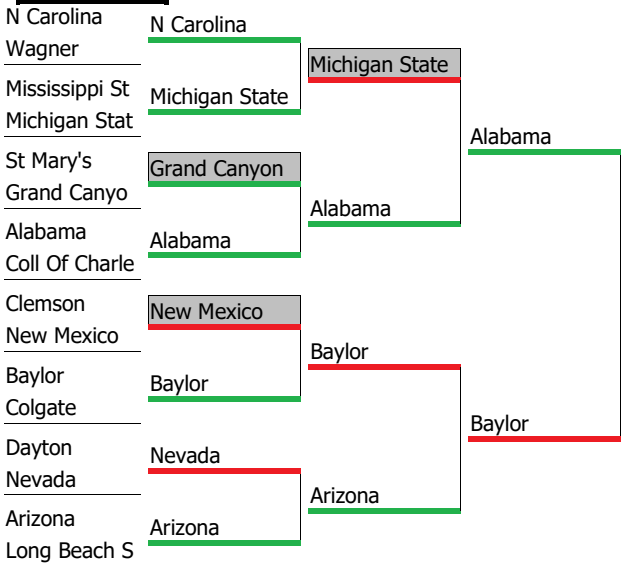 N Carolina
Wagner
Mississippi St
Michigan Stat
St Mary's
Grand Canyo
Alabama
Coll Of Charle
Clemson
New Mexico
Baylor
Colgate
Dayton
Nevada
Arizona
Long Beach S
N Carolina
Michigan State
Grand Canyon
Alabama
New Mexico
Baylor
Nevada
Arizona
Michigan State
Alabama
Baylor
Arizona
Alabama
Baylor